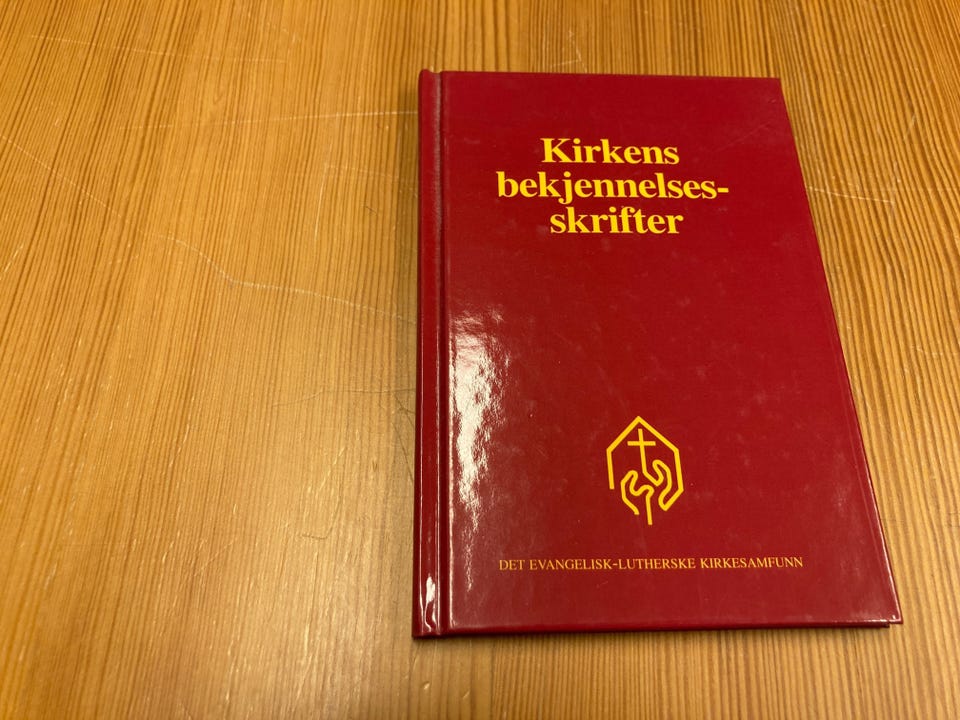 Kirkens
bekjennelses-
skrifter
DET EVANGELISK-LUTHERSKE KIRKESAMFUNN